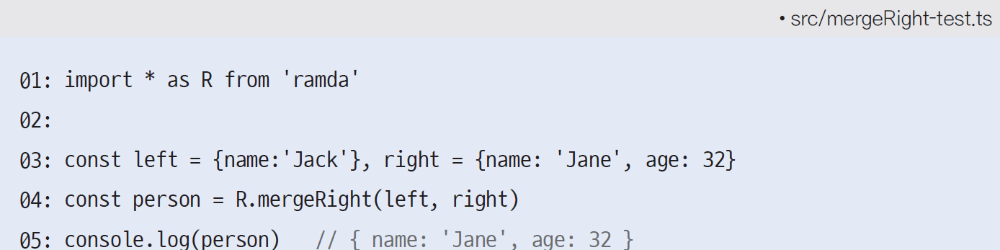 • src/mergeRight-test.ts
01: import * as R from 'ramda'
02:
03: const left = {name:'Jack'}, right = {name: 'Jane', age: 32}
04: const person = R.mergeRight(left, right)
05: console.log(person)   // { name: 'Jane', age: 32 }